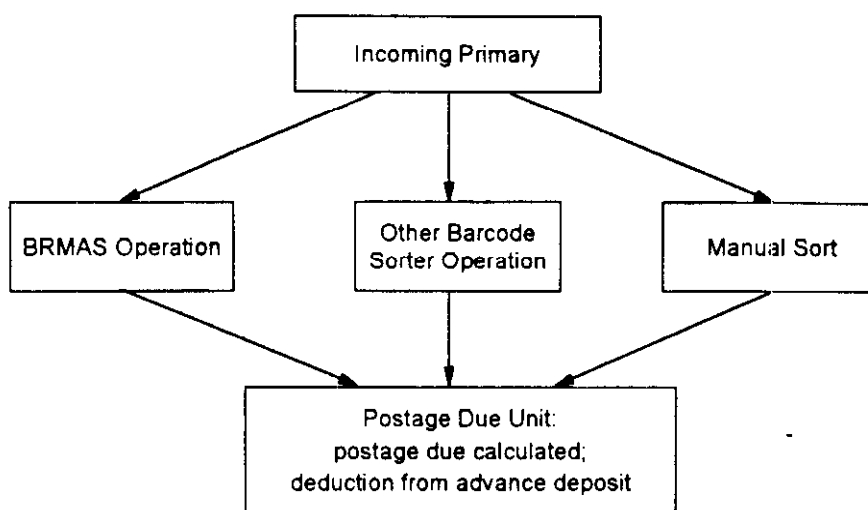 Incoming Primary
BRMAS Operation
Other Barcode
Sorter Operation
Manual Sort
Postage Due Unit:
postage due calculated;
deduction from advance deposit